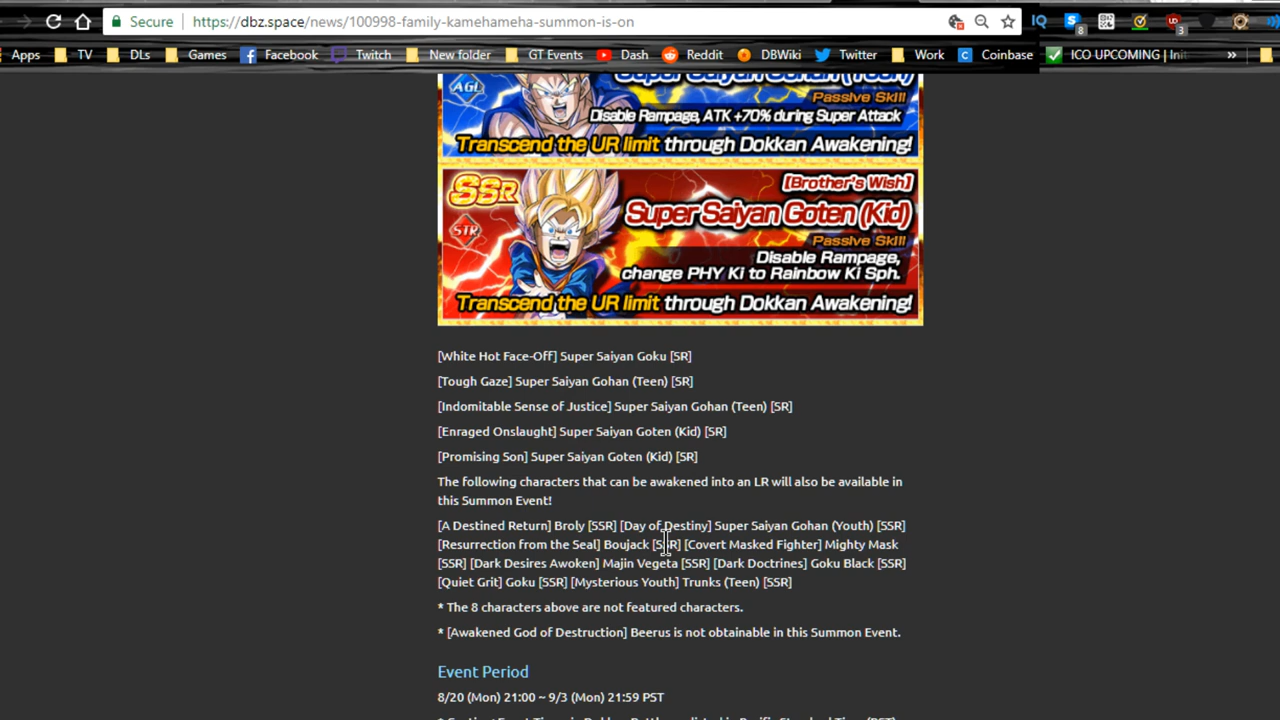 Secure
https://dbz.space/news/100998-family-kamehameha-summon-is-on
IQ
8
3
Apps TV DLs Games Facebook Twitch New folder GT Events Dash Reddit DBWiki Twitter Work Coinbase ICO UPCOMING | Ini »
AGL
Super Saiyan Gohan (Teen)
Passive Skill
Disable Rampage, ATK +70% during Super Attack
Transcend the UR limit through Dokkan Awakening!
SSR
[Brother's Wish]
Super Saiyan Goten (Kid)
STR
Passive Skill
Disable Rampage,
change PHY Ki to Rainbow Ki Sph.
Transcend the UR limit through Dokkan Awakening!
[White Hot Face-Off] Super Saiyan Goku [SR]
[Tough Gaze] Super Saiyan Gohan (Teen) [SR]
[Indomitable Sense of Justice] Super Saiyan Gohan (Teen) [SR]
[Enraged Onslaught] Super Saiyan Goten (Kid) [SR]
[Promising Son] Super Saiyan Goten (Kid) [SR]
The following characters that can be awakened into an LR will also be available in
this Summon Event!
[A Destined Return] Broly [SSR] [Day of Destiny] Super Saiyan Gohan (Youth) [SSR]
[Resurrection from the Seal] Boujack [SSR] [Covert Masked Fighter] Mighty Mask
[SSR] [Dark Desires Awoken] Majin Vegeta [SSR] [Dark Doctrines] Goku Black [SSR]
[Quiet Grit] Goku [SSR] [Mysterious Youth] Trunks (Teen) [SSR]
* The 8 characters above are not featured characters.
* [Awakened God of Destruction] Beerus is not obtainable in this Summon Event.
Event Period
8/20 (Mon) 21:00 ~ 9/3 (Mon) 21:59 PST